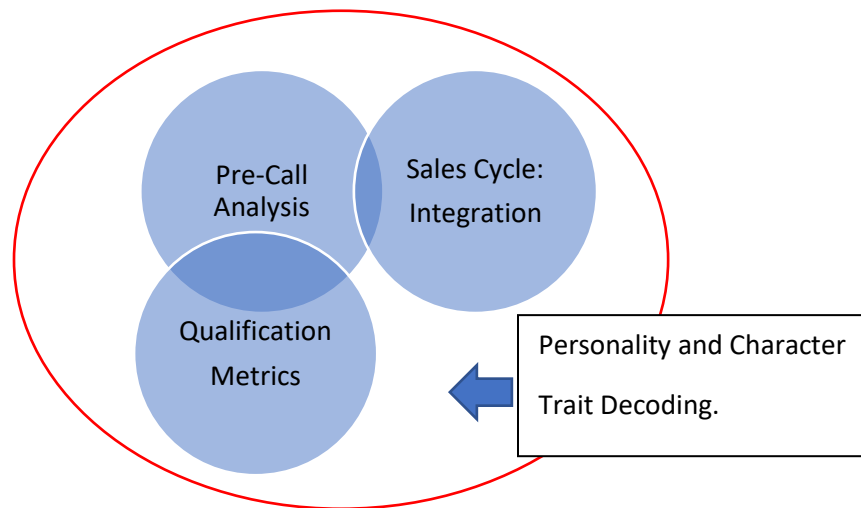 Pre-Call
Analysis
Sales Cycle:
Integration
Qualification
Metrics
Personality and Character
Trait Decoding.